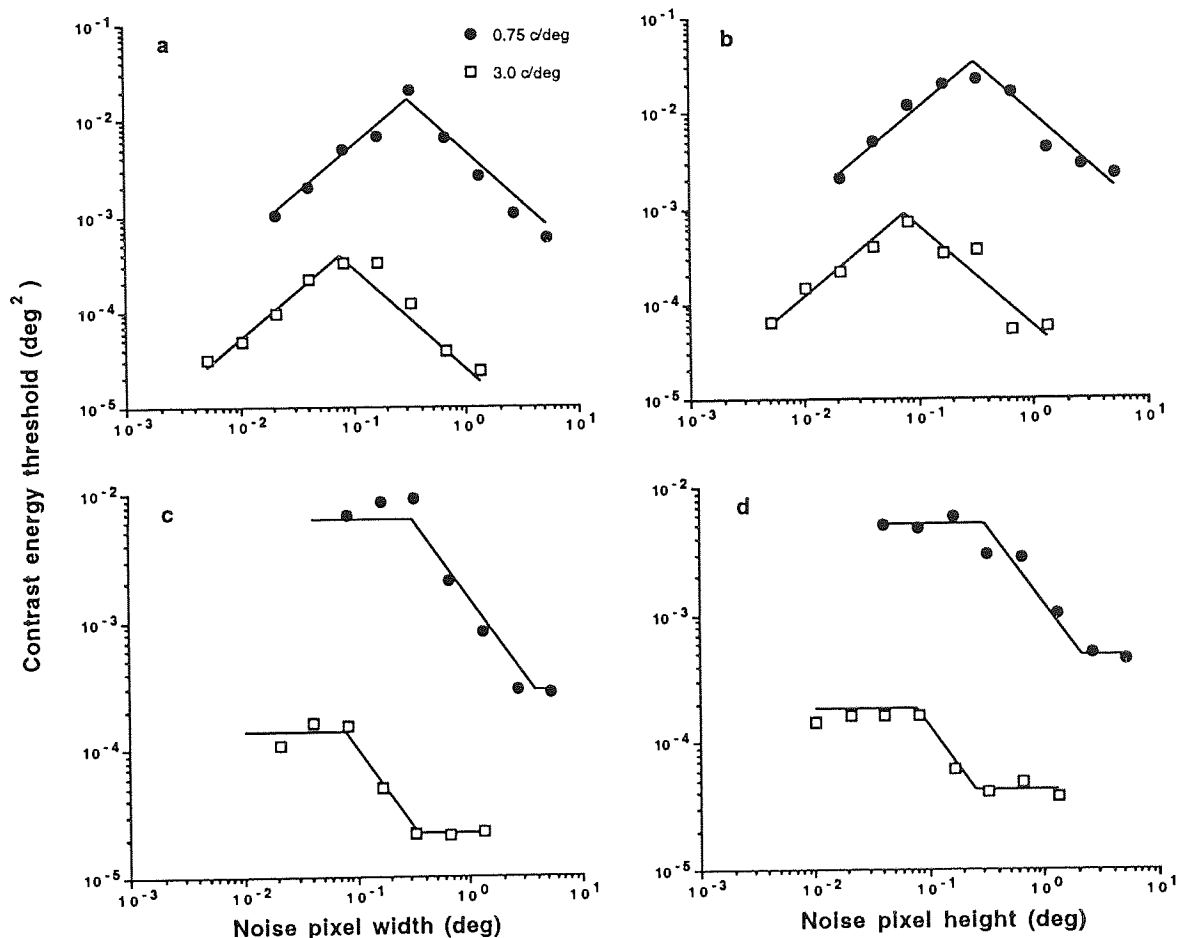 a
0.75 c/deg
3.0 c/deg
10⁻¹
10⁻²
10⁻³
10⁻⁴
10⁻⁵
10⁻³ 10⁻² 10⁻¹ 10⁰ 10¹
b
10⁻¹
10⁻²
10⁻³
10⁻⁴
10⁻⁵
10⁻³ 10⁻² 10⁻¹ 10⁰ 10¹
Contrast energy threshold (deg²)
c
10⁻²
10⁻³
10⁻⁴
10⁻⁵
10⁻³ 10⁻² 10⁻¹ 10⁰ 10¹
Noise pixel width (deg)
d
10⁻²
10⁻³
10⁻⁴
10⁻⁵
10⁻³ 10⁻² 10⁻¹ 10⁰ 10¹
Noise pixel height (deg)